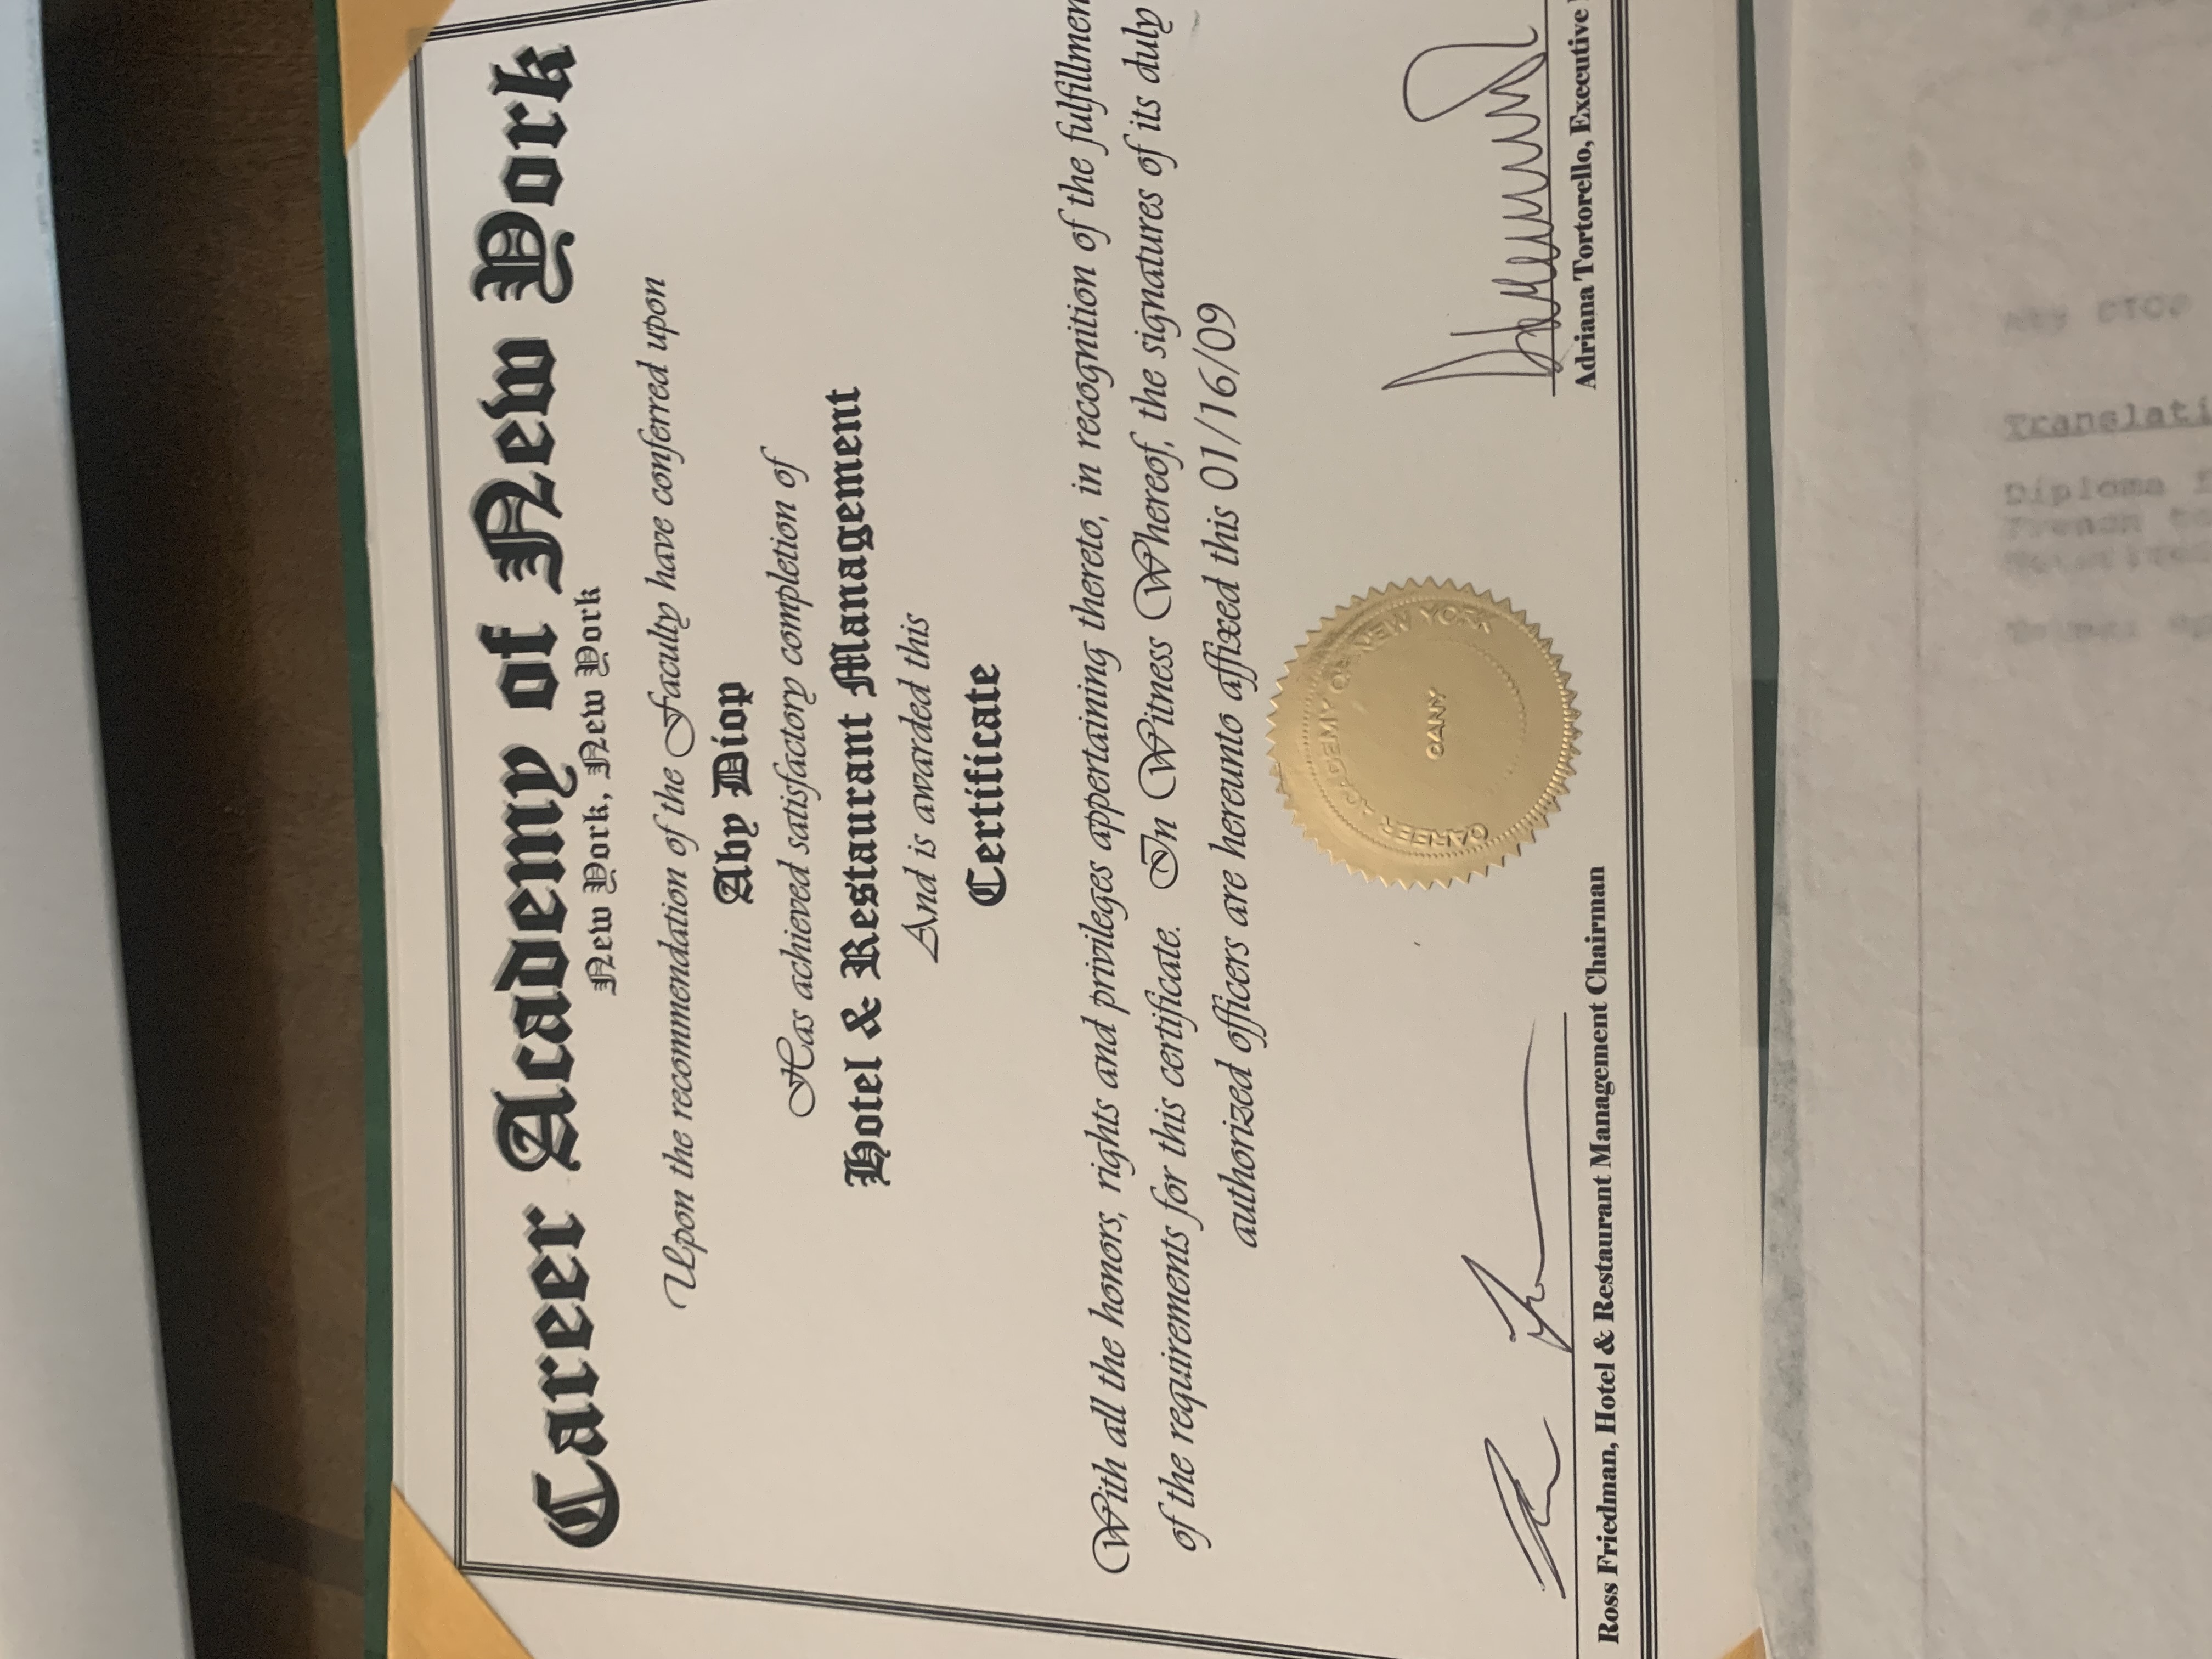 Career Academy of New York
New York, New York
Upon the recommendation of the Faculty have conferred upon
Aby Diop
Has achieved satisfactory completion of
Hotel & Restaurant Management
And is awarded this
Certificate
With all the honors, rights and privileges appertaining thereto, in recognition of the fulfillmen
of the requirements for this certificate. In Witness Whereof, the signatures of its duly
authorized officers are hereunto affixed this 01/16/09
CAREER ACADEMY OF NEW YORK
CANY
Ross Friedman, Hotel & Restaurant Management Chairman
Adriana Tortorello, Executive
Translati
Diploma
French